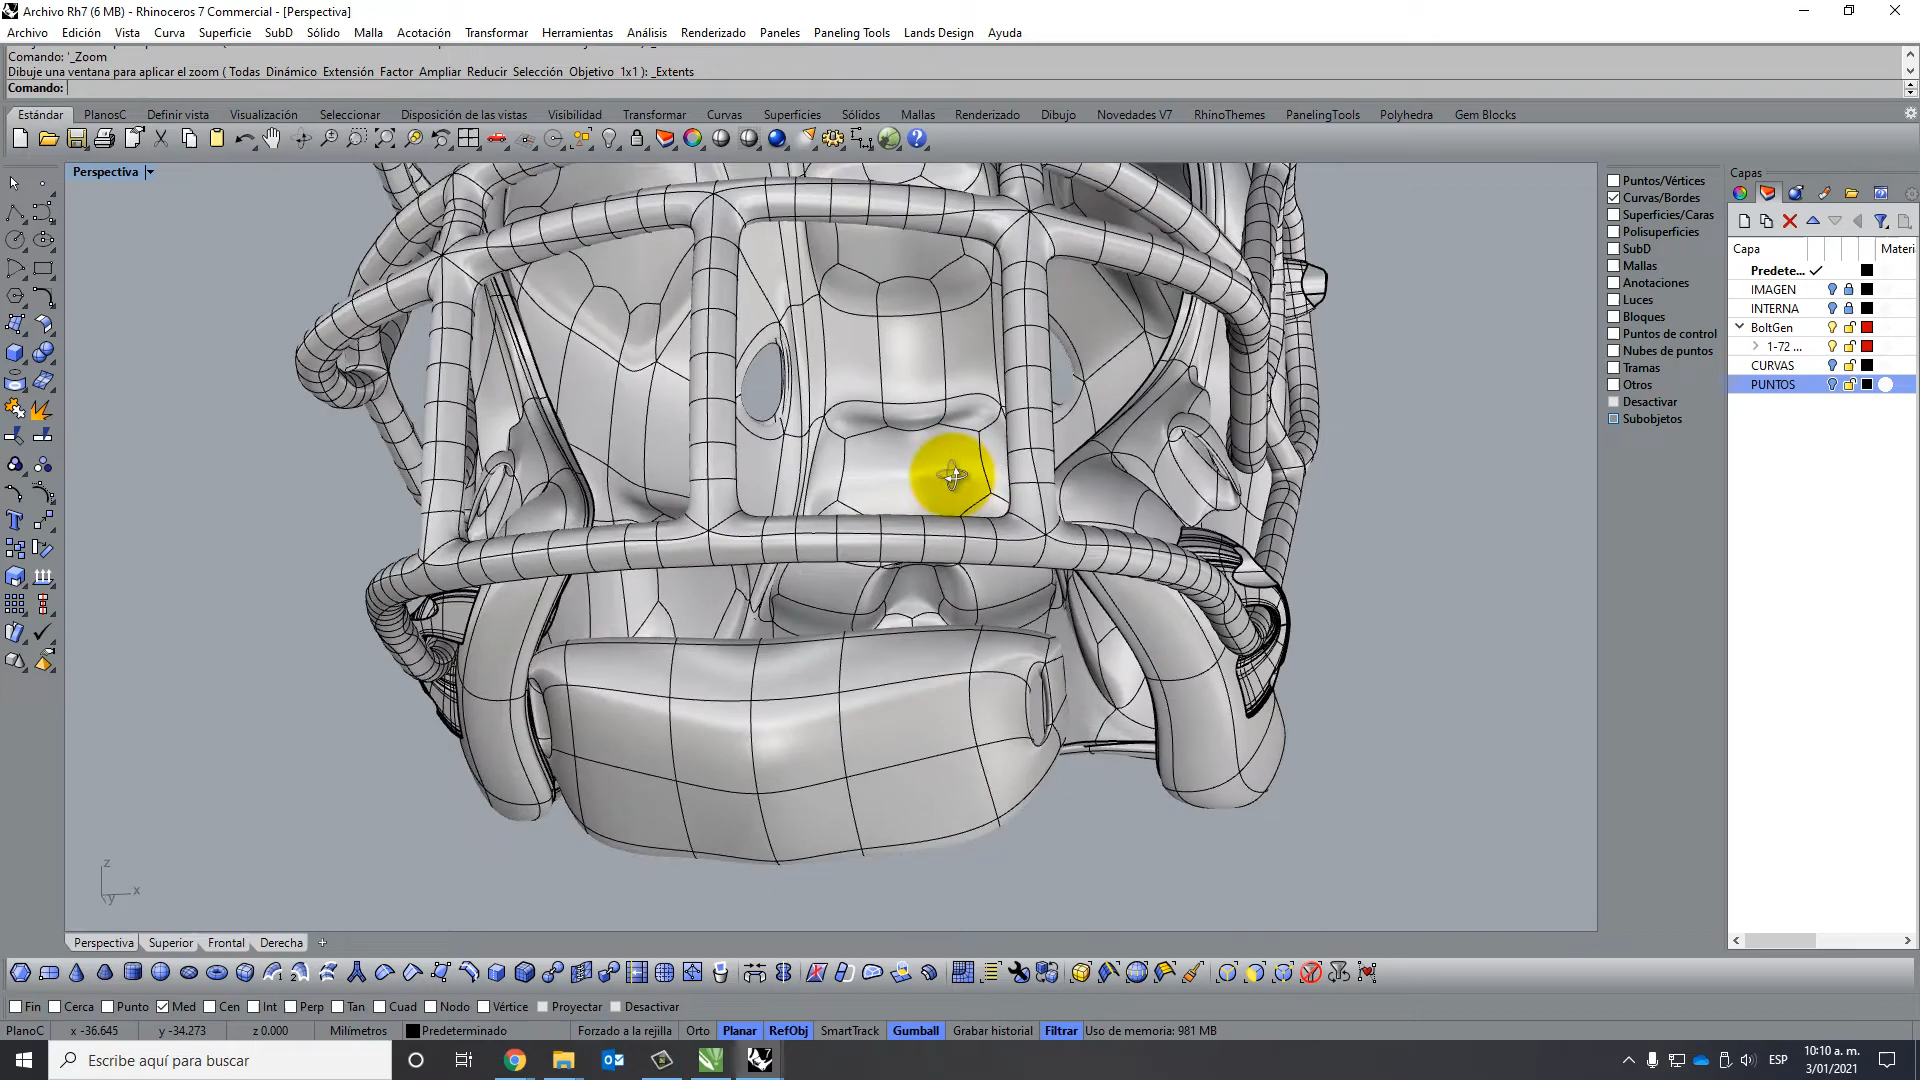 Archivo Rh7 (6 MB) - Rhinoceros 7 Commercial - [Perspectiva]
Archivo Edición Vista Curva Superficie SubD Sólido Malla Acotación Transformar Herramientas Análisis Renderizado Paneles Paneling Tools Lands Design Ayuda
Comando: '_Zoom
Dibuje una ventana para aplicar el zoom ( Todas Dinámico Extensión Factor Ampliar Reducir Selección Objetivo 1x1 ): _Extents
Comando:
Estándar PlanosC Definir vista Visualización Seleccionar Disposición de las vistas Visibilidad Transformar Curvas Superficies Sólidos Mallas Renderizado Dibujo Novedades V7 RhinoThemes PanelingTools Polyhedra Gem Blocks
Perspectiva
Puntos/Vértices
Curvas/Bordes
Superficies/Caras
Polisuperficies
SubD
Mallas
Anotaciones
Luces
Bloques
Puntos de control
Nubes de puntos
Tramas
Otros
Desactivar
Subobjetos
Capas
Capa Materi
Predete...
IMAGEN
INTERNA
BoltGen
1-72 ...
CURVAS
PUNTOS
z
x
y
Perspectiva Superior Frontal Derecha
Fin Cerca Punto Med Cen Int Perp Tan Cuad Nodo Vértice Proyectar Desactivar
PlanoC x -36.645 y -34.273 z 0.000 Milímetros Predeterminado Forzado a la rejilla Orto Planar RefObj SmartTrack Gumball Grabar historial Filtrar Uso de memoria: 981 MB
Escribe aquí para buscar
ESP
10:10 a. m.
3/01/2021